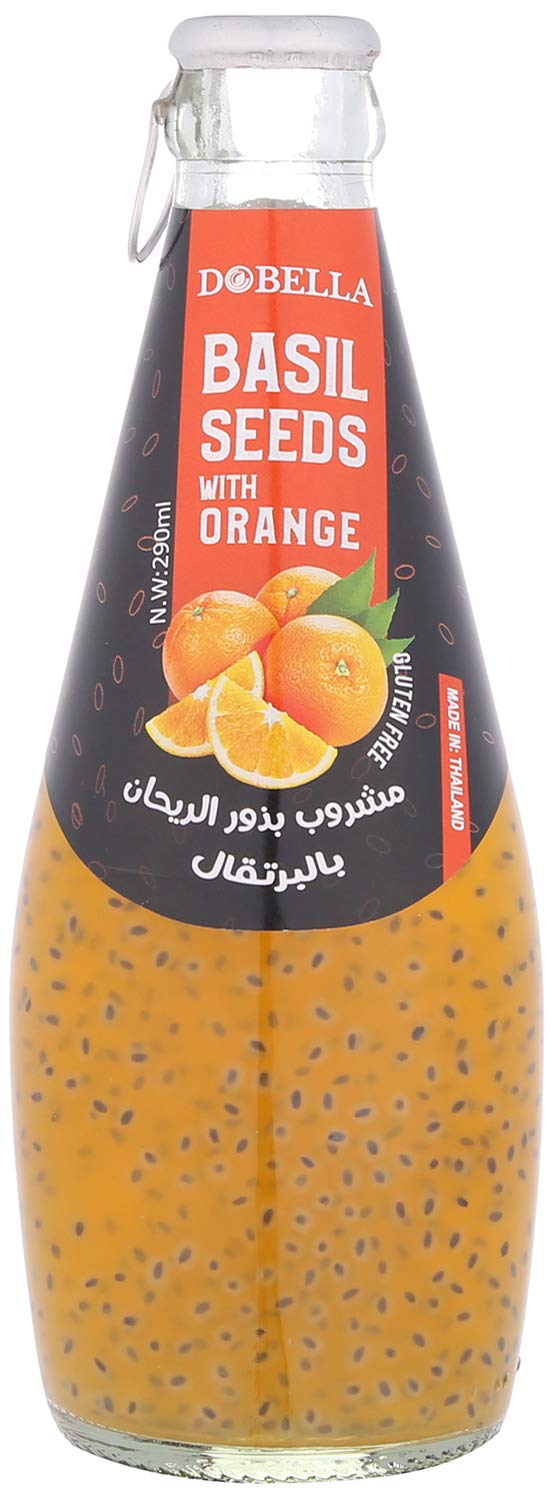 DOBELLA
BASIL
SEEDS
WITH
ORANGE
N.W:290ml
GLUTEN FREE
MADE IN: THAILAND
مشروب بذور الريحان
بالبرتقال